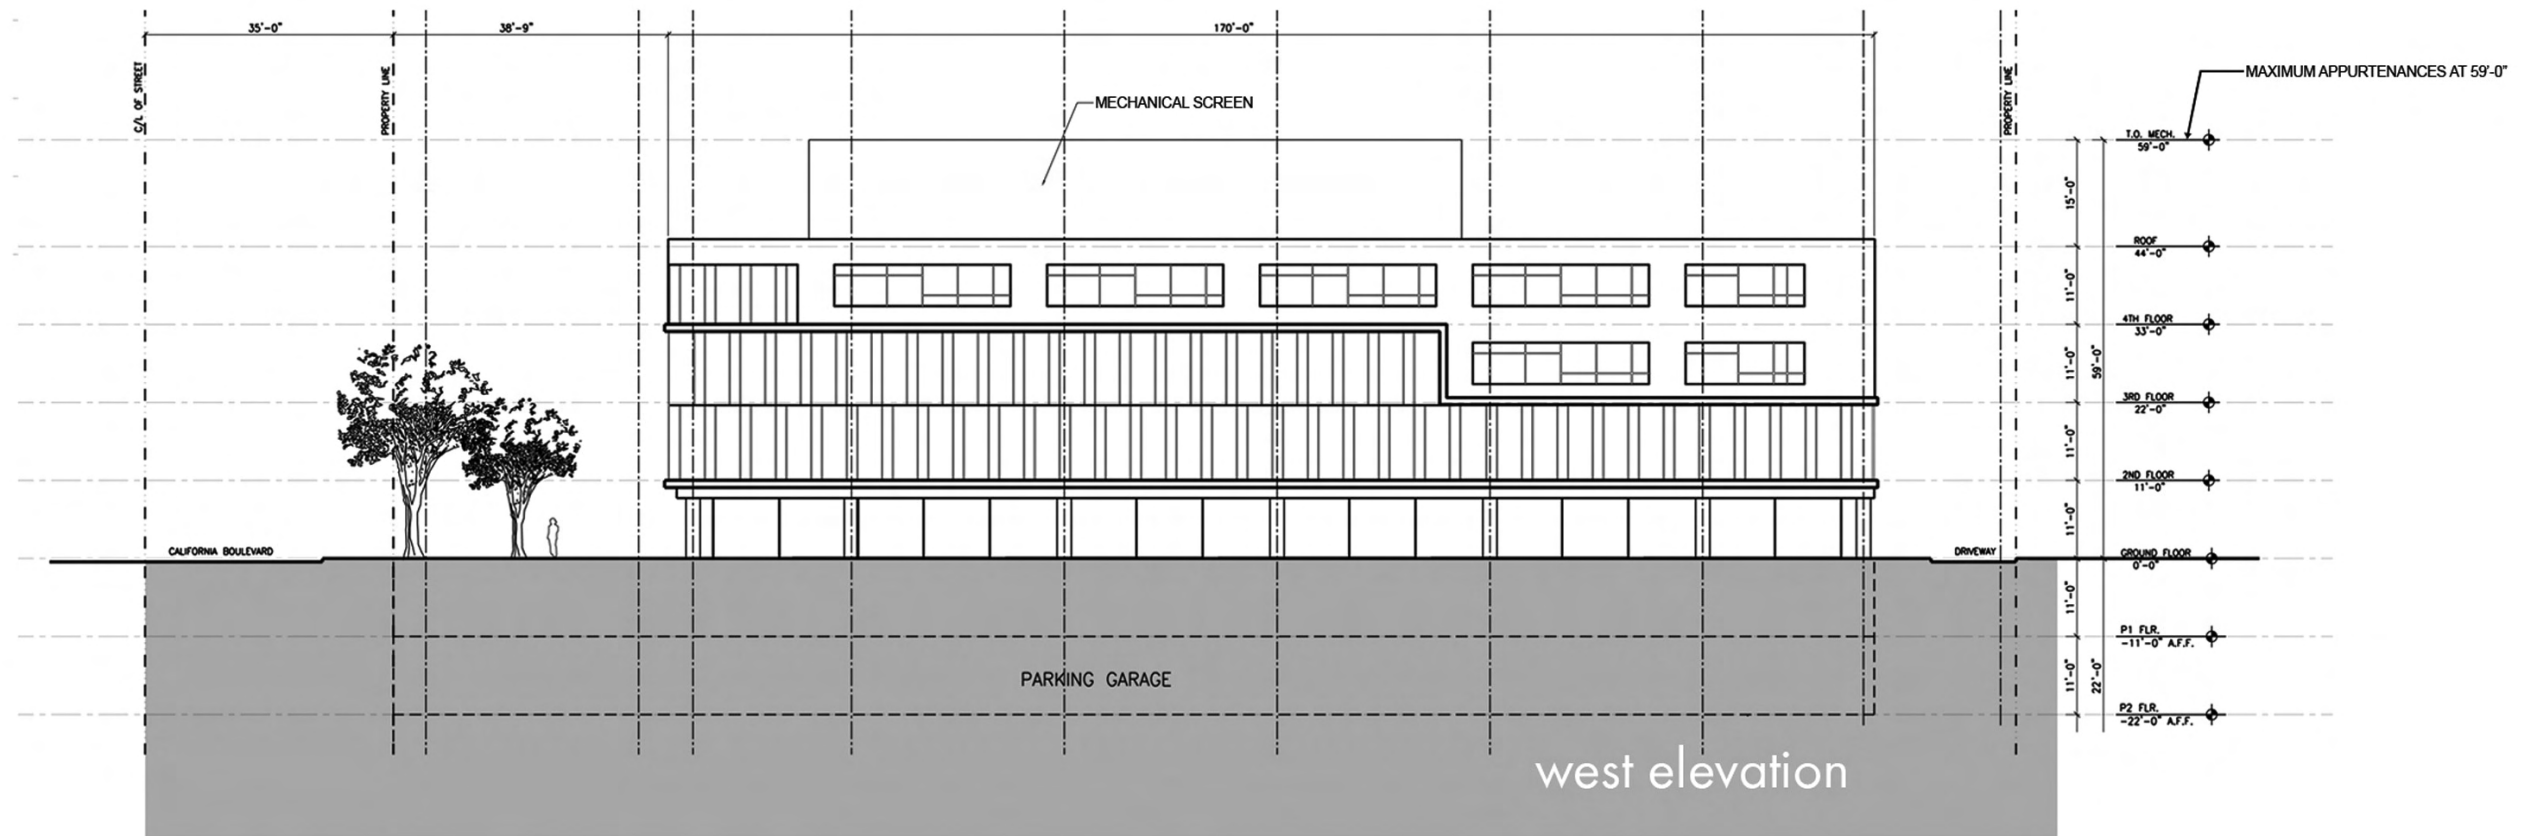 35'-0"
38'-9"
170'-0"
C/L OF STREET
PROPERTY LINE
PROPERTY LINE
MAXIMUM APPURTENANCES AT 59'-0"
MECHANICAL SCREEN
T.O. MECH.
59'-0"
15'-0"
ROOF
44'-0"
11'-0"
4TH FLOOR
33'-0"
11'-0"
59'-0"
3RD FLOOR
22'-0"
11'-0"
2ND FLOOR
11'-0"
11'-0"
CALIFORNIA BOULEVARD
DRIVEWAY
GROUND FLOOR
0'-0"
11'-0"
P1 FLR.
-11'-0" A.F.F.
PARKING GARAGE
11'-0"
22'-0"
P2 FLR.
-22'-0" A.F.F.
west elevation